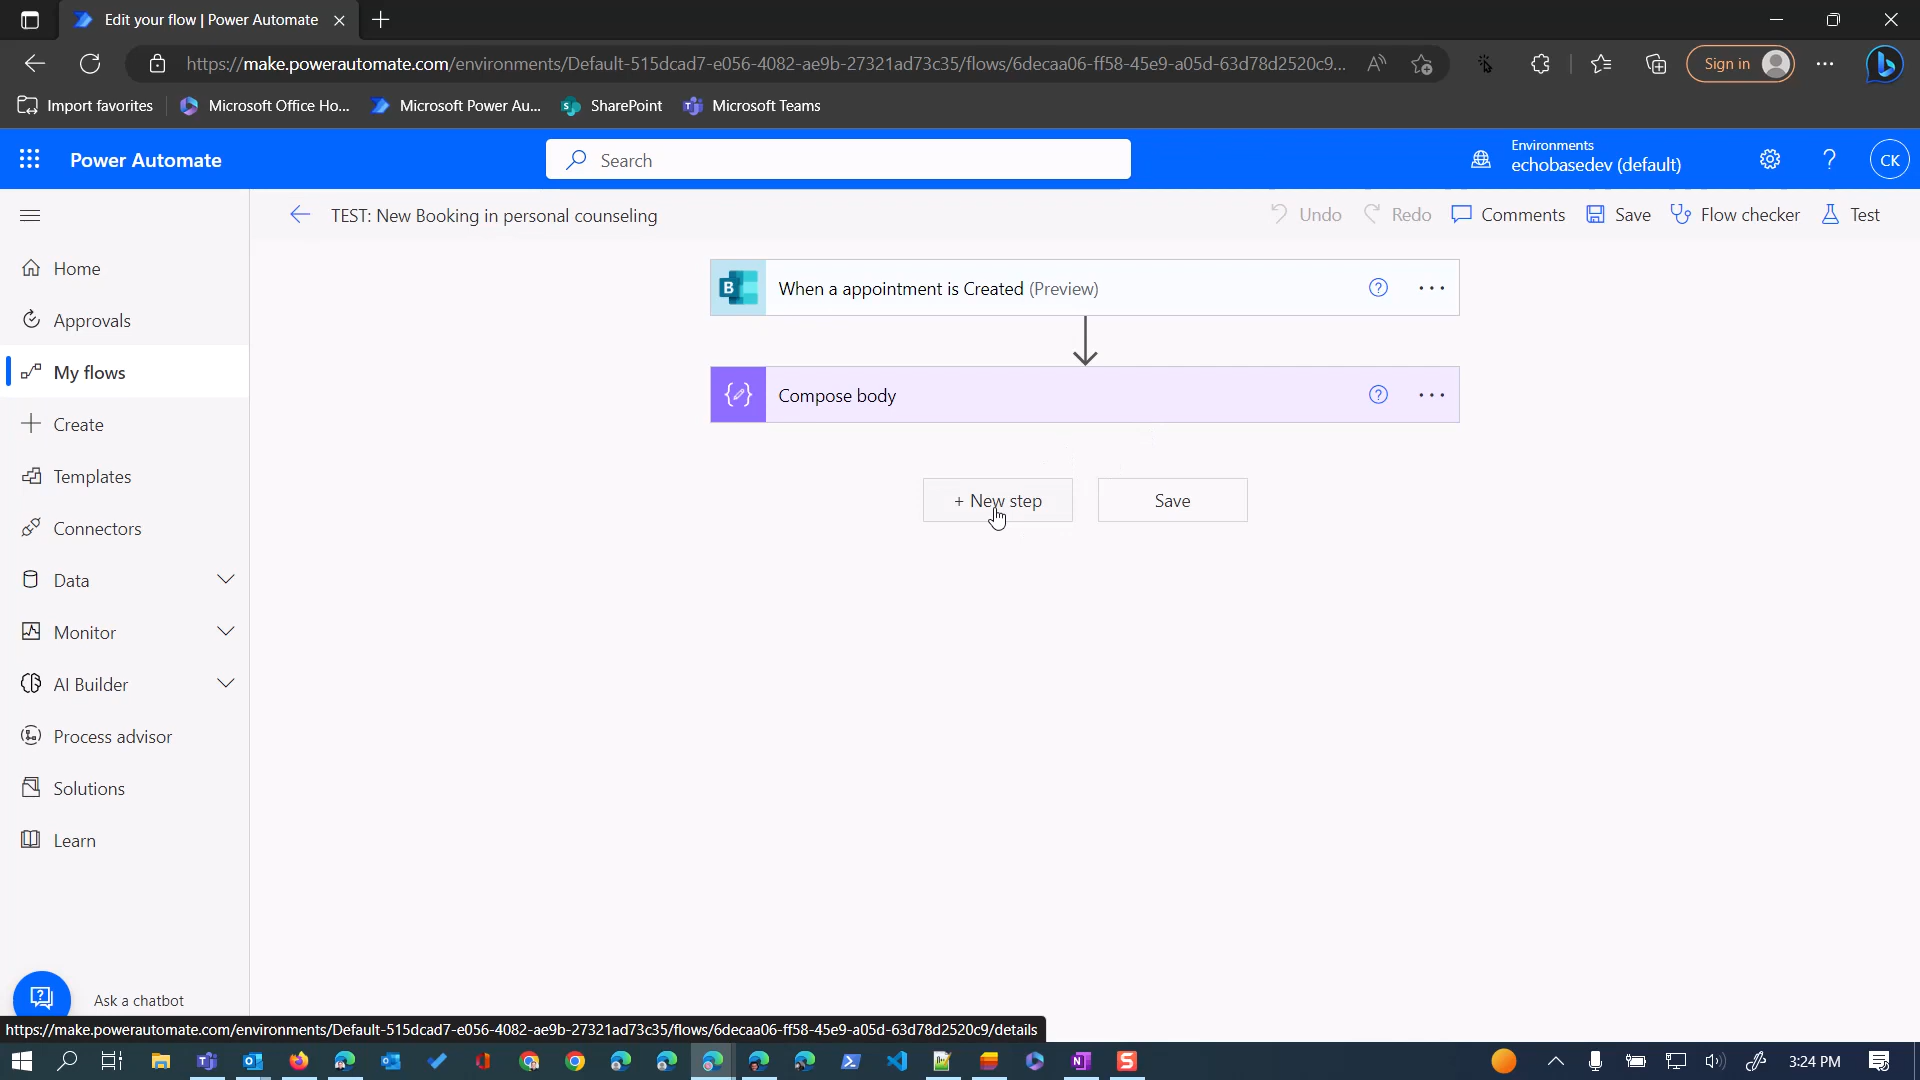 Edit your flow | Power Automate
https://make.powerautomate.com/environments/Default-515dcad7-e056-4082-ae9b-27321ad73c35/flows/6decaa06-ff58-45e9-a05d-63d78d2520c9...
Sign in
Import favorites
Microsoft Office Ho...
Microsoft Power Au...
SharePoint
Microsoft Teams
Power Automate
Search
Environments
echobasedev (default)
CK
TEST: New Booking in personal counseling
Undo
Redo
Comments
Save
Flow checker
Test
Home
Approvals
My flows
Create
Templates
Connectors
Data
Monitor
AI Builder
Process advisor
Solutions
Learn
Ask a chatbot
B
When a appointment is Created (Preview)
Compose body
+ New step
Save
https://make.powerautomate.com/environments/Default-515dcad7-e056-4082-ae9b-27321ad73c35/flows/6decaa06-ff58-45e9-a05d-63d78d2520c9/details
3:24 PM